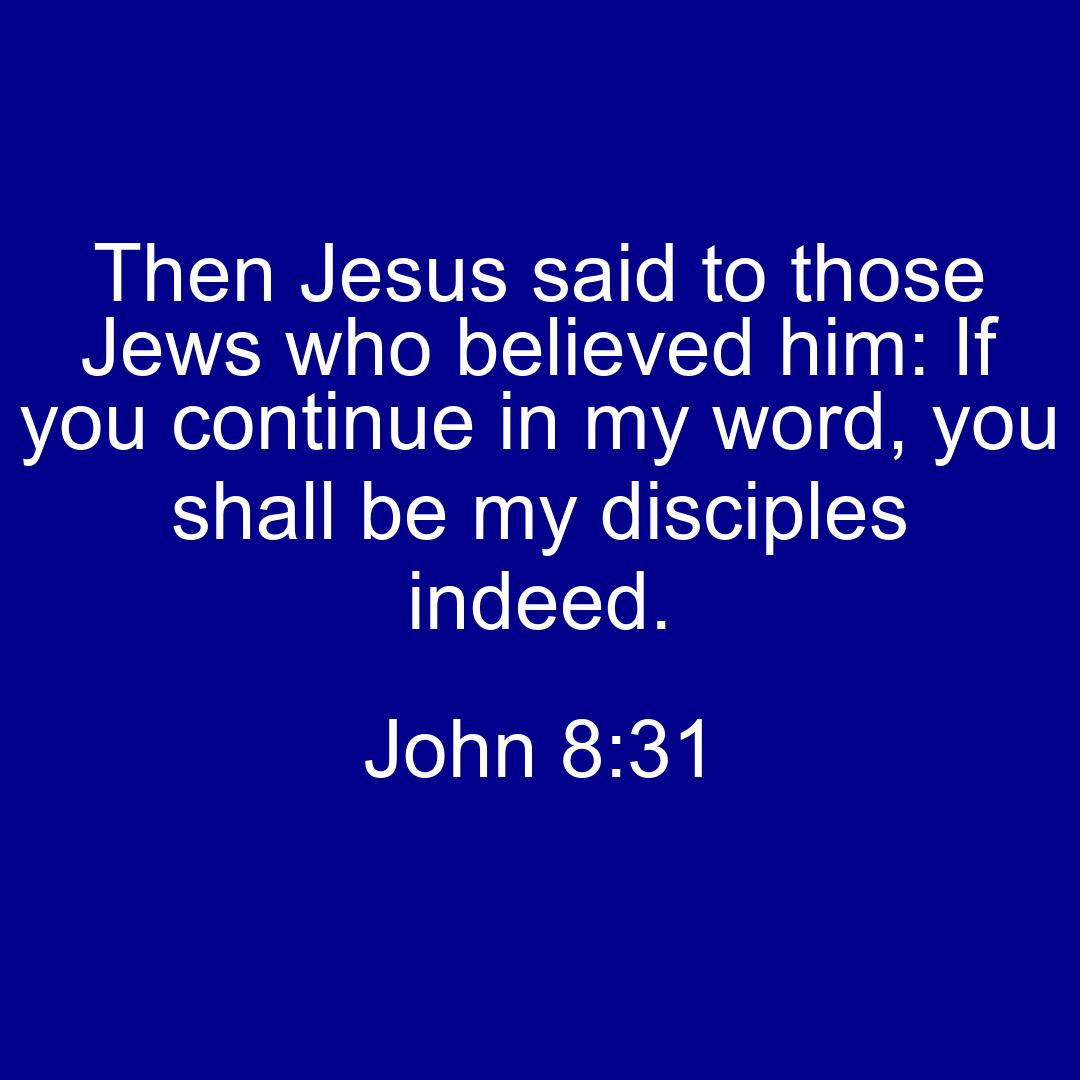 Then Jesus said to those
Jews who believed him: If
you continue in my word, you
shall be my disciples
indeed.
John 8:31